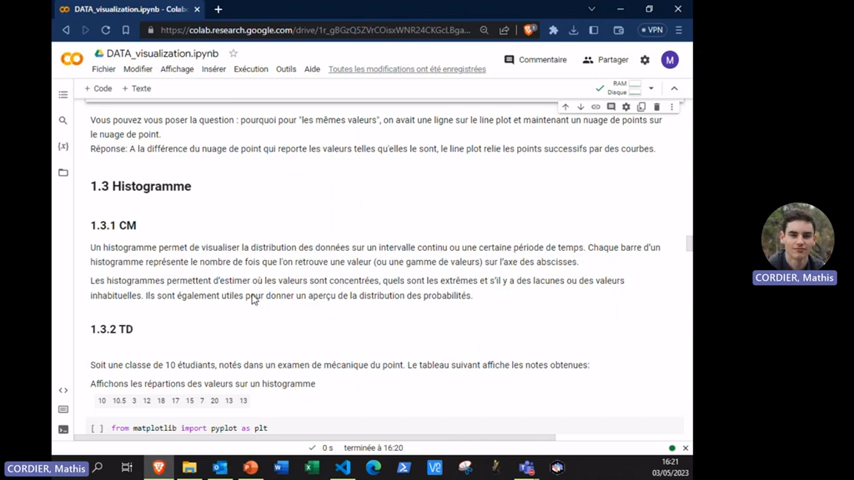 DATA_visualization.ipynb - Colab
https://colab.research.google.com/drive/1r_gBGzQ5ZVrCOisxWNR24CKGcLBga...
VPN
DATA_visualization.ipynb
Fichier Modifier Affichage Insérer Exécution Outils Aide Toutes les modifications ont été enregistrées
Commentaire Partager M
+ Code + Texte
RAM
Disque
Vous pouvez vous poser la question : pourquoi pour "les mêmes valeurs", on avait une ligne sur le line plot et maintenant un nuage de points sur
le nuage de point.
Réponse: A la différence du nuage de point qui reporte les valeurs telles qu'elles le sont, le line plot relie les points successifs par des courbes.
1.3 Histogramme
1.3.1 CM
Un histogramme permet de visualiser la distribution des données sur un intervalle continu ou une certaine période de temps. Chaque barre d'un
histogramme représente le nombre de fois que l'on retrouve une valeur (ou une gamme de valeurs) sur l'axe des abscisses.
Les histogrammes permettent d'estimer où les valeurs sont concentrées, quels sont les extrêmes et s'il y a des lacunes ou des valeurs
inhabituelles. Ils sont également utiles pour donner un aperçu de la distribution des probabilités.
1.3.2 TD
Soit une classe de 10 étudiants, notés dans un examen de mécanique du point. Le tableau suivant affiche les notes obtenues:
Affichons les répartions des valeurs sur un histogramme
10 10.5 3 12 18 17 15 7 20 13 13
[ ] from matplotlib import pyplot as plt
0 s terminée à 16:20
CORDIER, Mathis
16:21
03/05/2023
CORDIER, Mathis